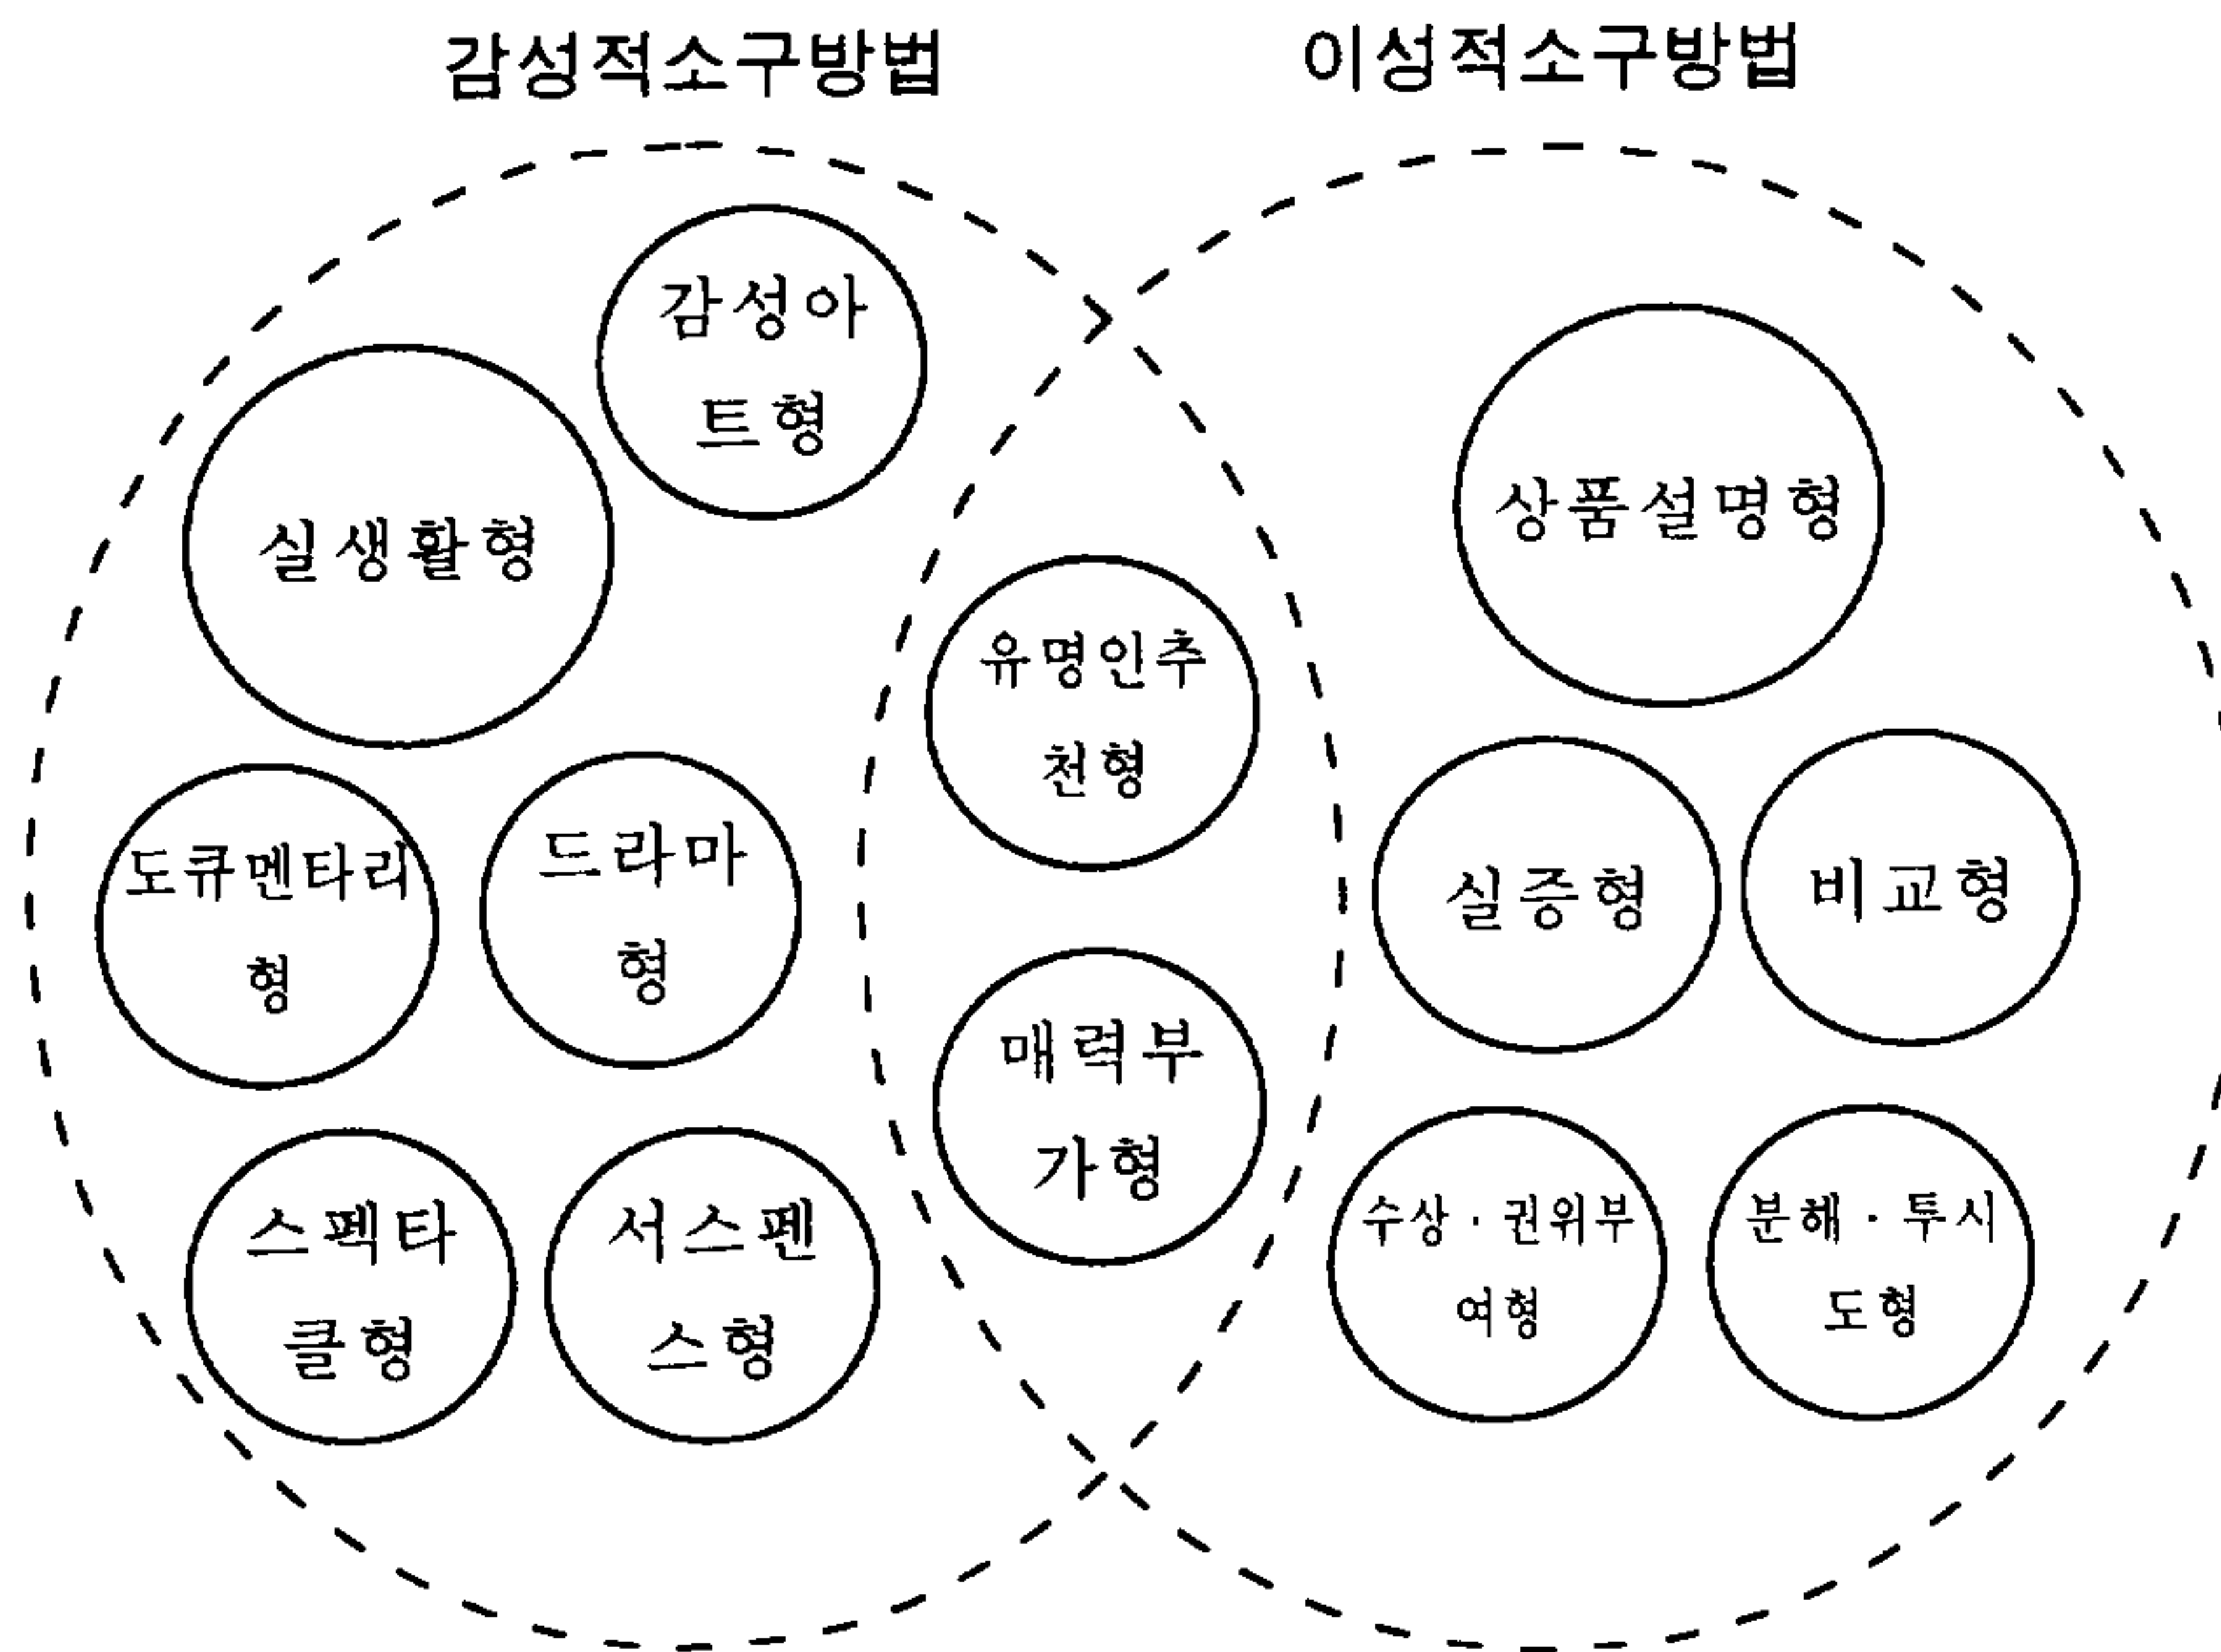 감성적소구방법
이성적소구방법
감성아
트형
실생활형
도큐멘타리
형
드라마
형
스펙타
클형
서스펜
스형
유명인추
천형
매력부
가형
상품설명형
실증형
비교형
수상·권위부
여형
분해·투시
도형